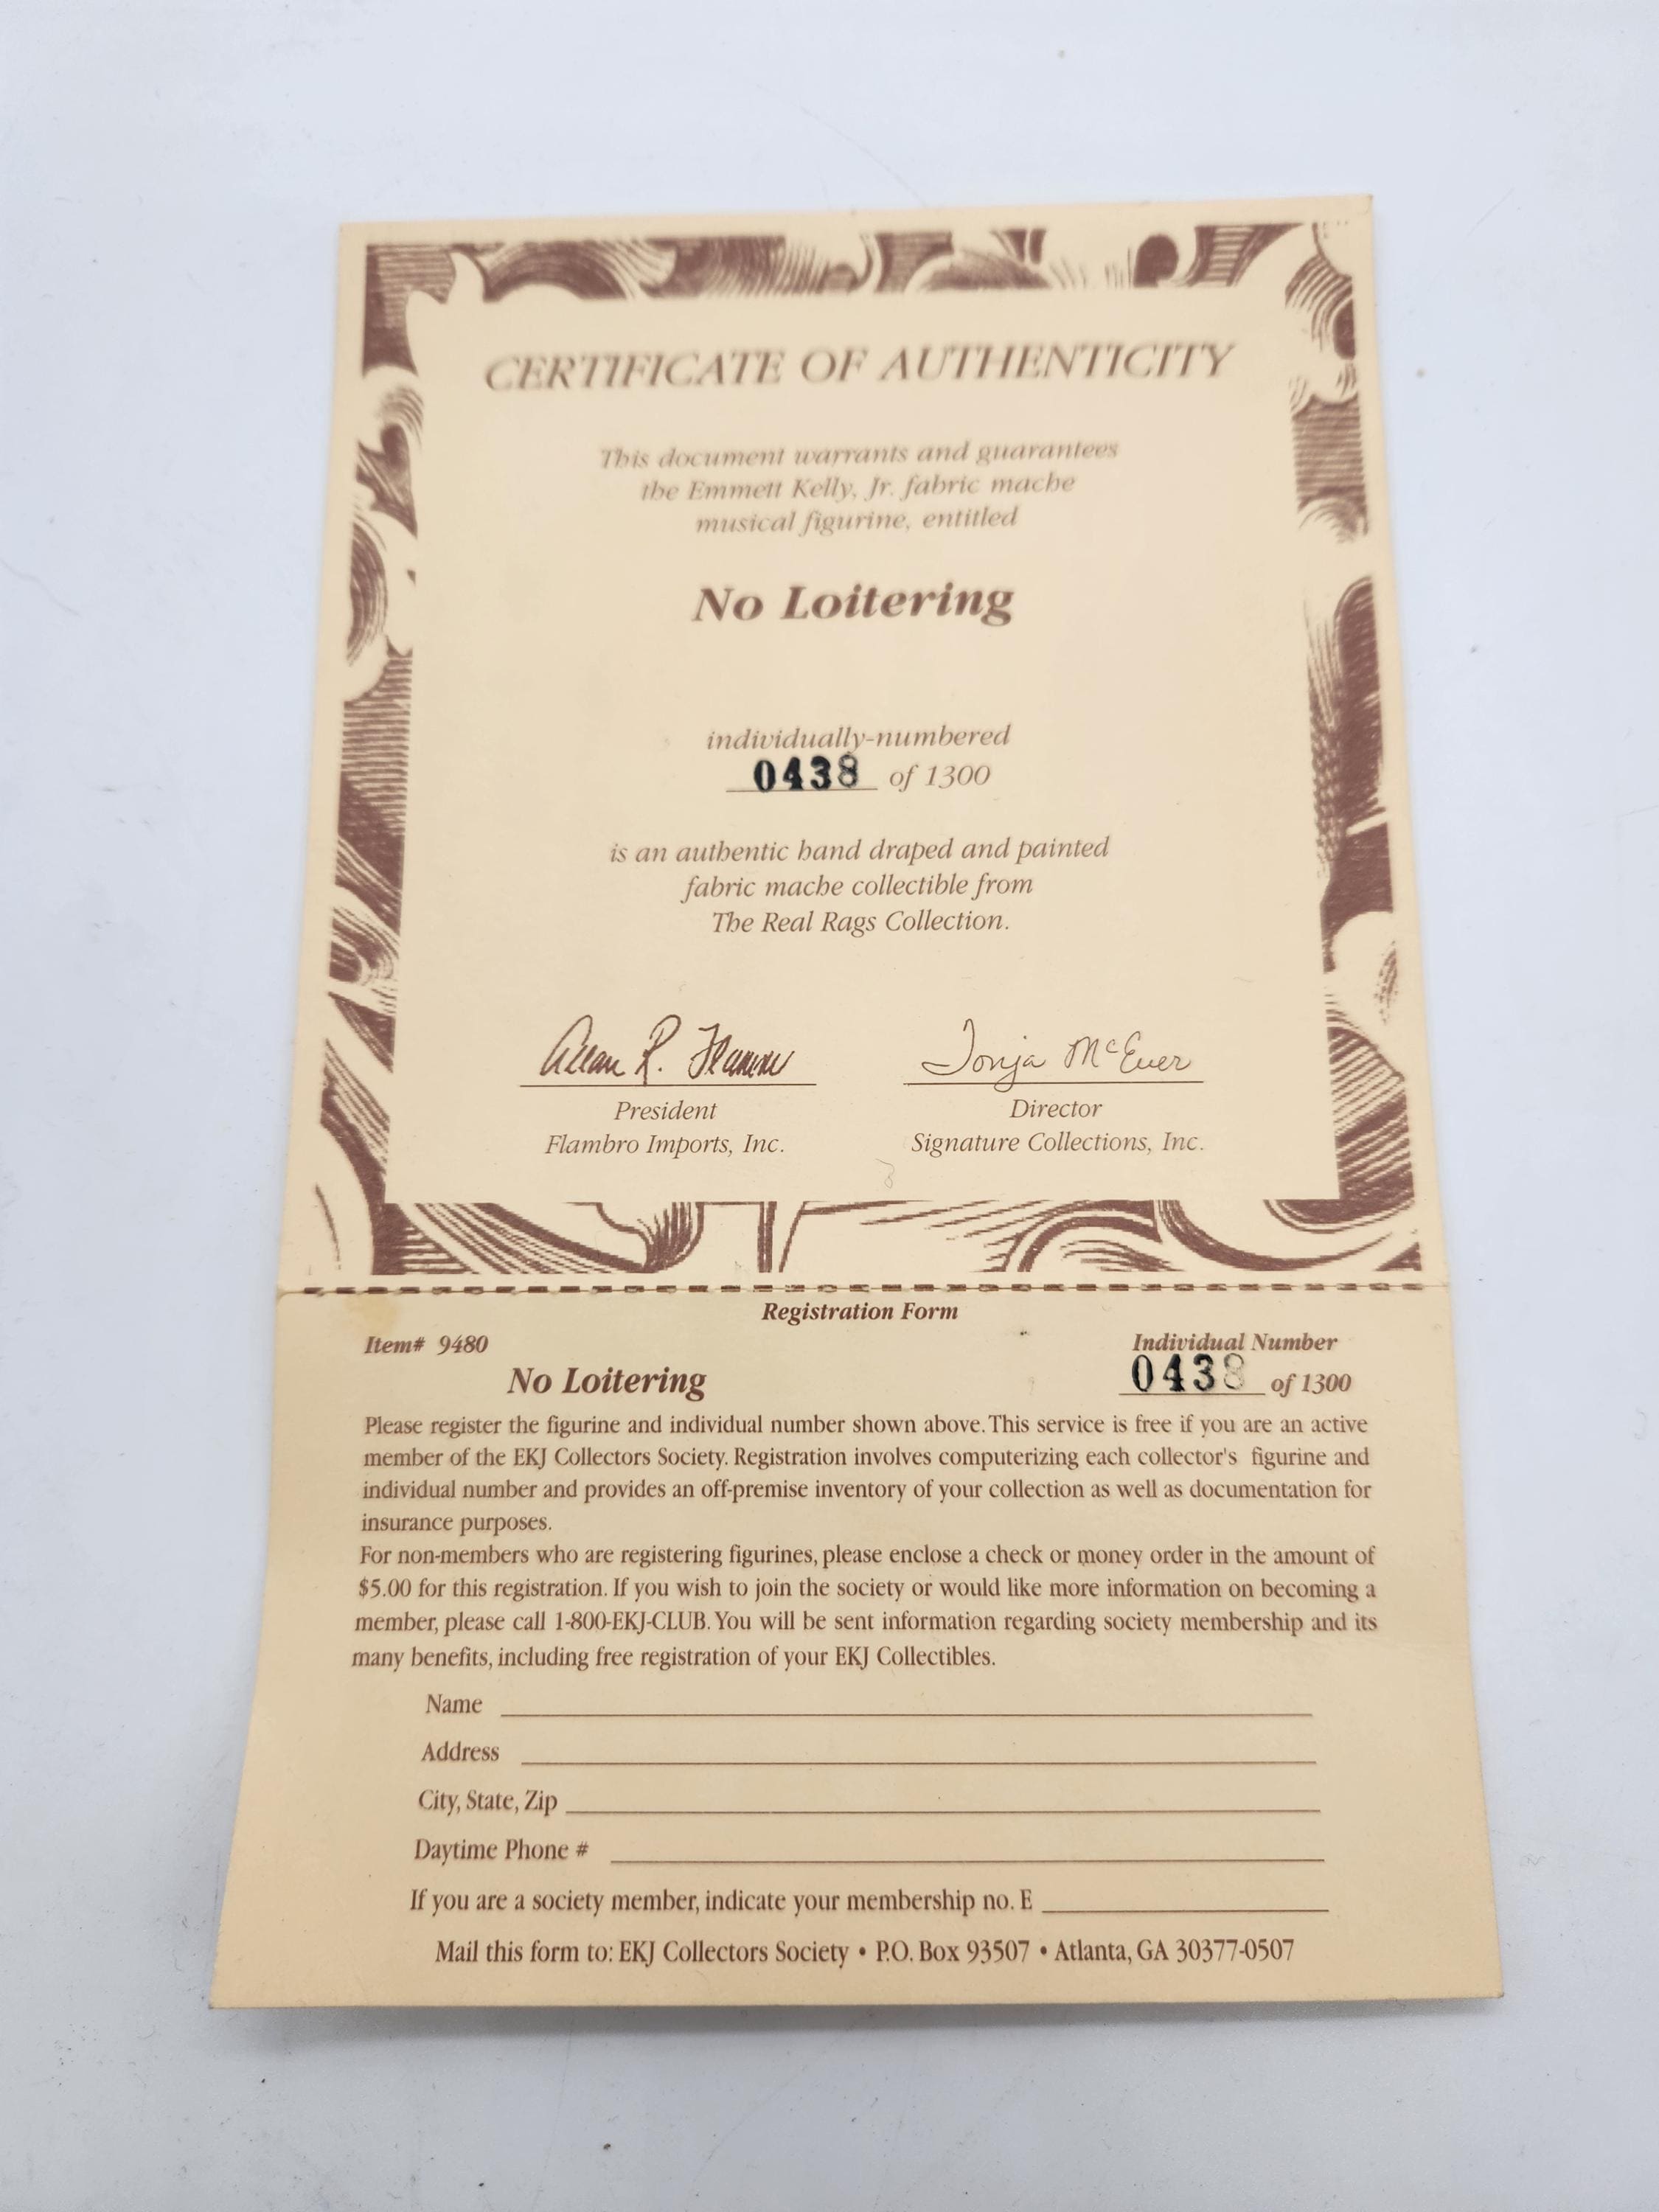 CERTIFICATE OF AUTHENTICITY
This document warrants and guarantees
the Emmett Kelly, Jr. fabric mache
musical figurine, entitled
No Loitering
individually-numbered
0438 of 1300
is an authentic hand draped and painted
fabric mache collectible from
The Real Rags Collection.
Allan R. Tonja McEver
President Director
Flambro Imports, Inc. Signature Collections, Inc.
Registration Form
Item# 9480 Individual Number
No Loitering 0438 of 1300
Please register the figurine and individual number shown above. This service is free if you are an active
member of the EKJ Collectors Society. Registration involves computerizing each collector's figurine and
individual number and provides an off-premise inventory of your collection as well as documentation for
insurance purposes.
For non-members who are registering figurines, please enclose a check or money order in the amount of
$5.00 for this registration. If you wish to join the society or would like more information on becoming a
member, please call 1-800-EKJ-CLUB. You will be sent information regarding society membership and its
many benefits, including free registration of your EKJ Collectibles.
Name
Address
City, State, Zip
Daytime Phone #
If you are a society member, indicate your membership no. E
Mail this form to: EKJ Collectors Society • P.O. Box 93507 • Atlanta, GA 30377-0507